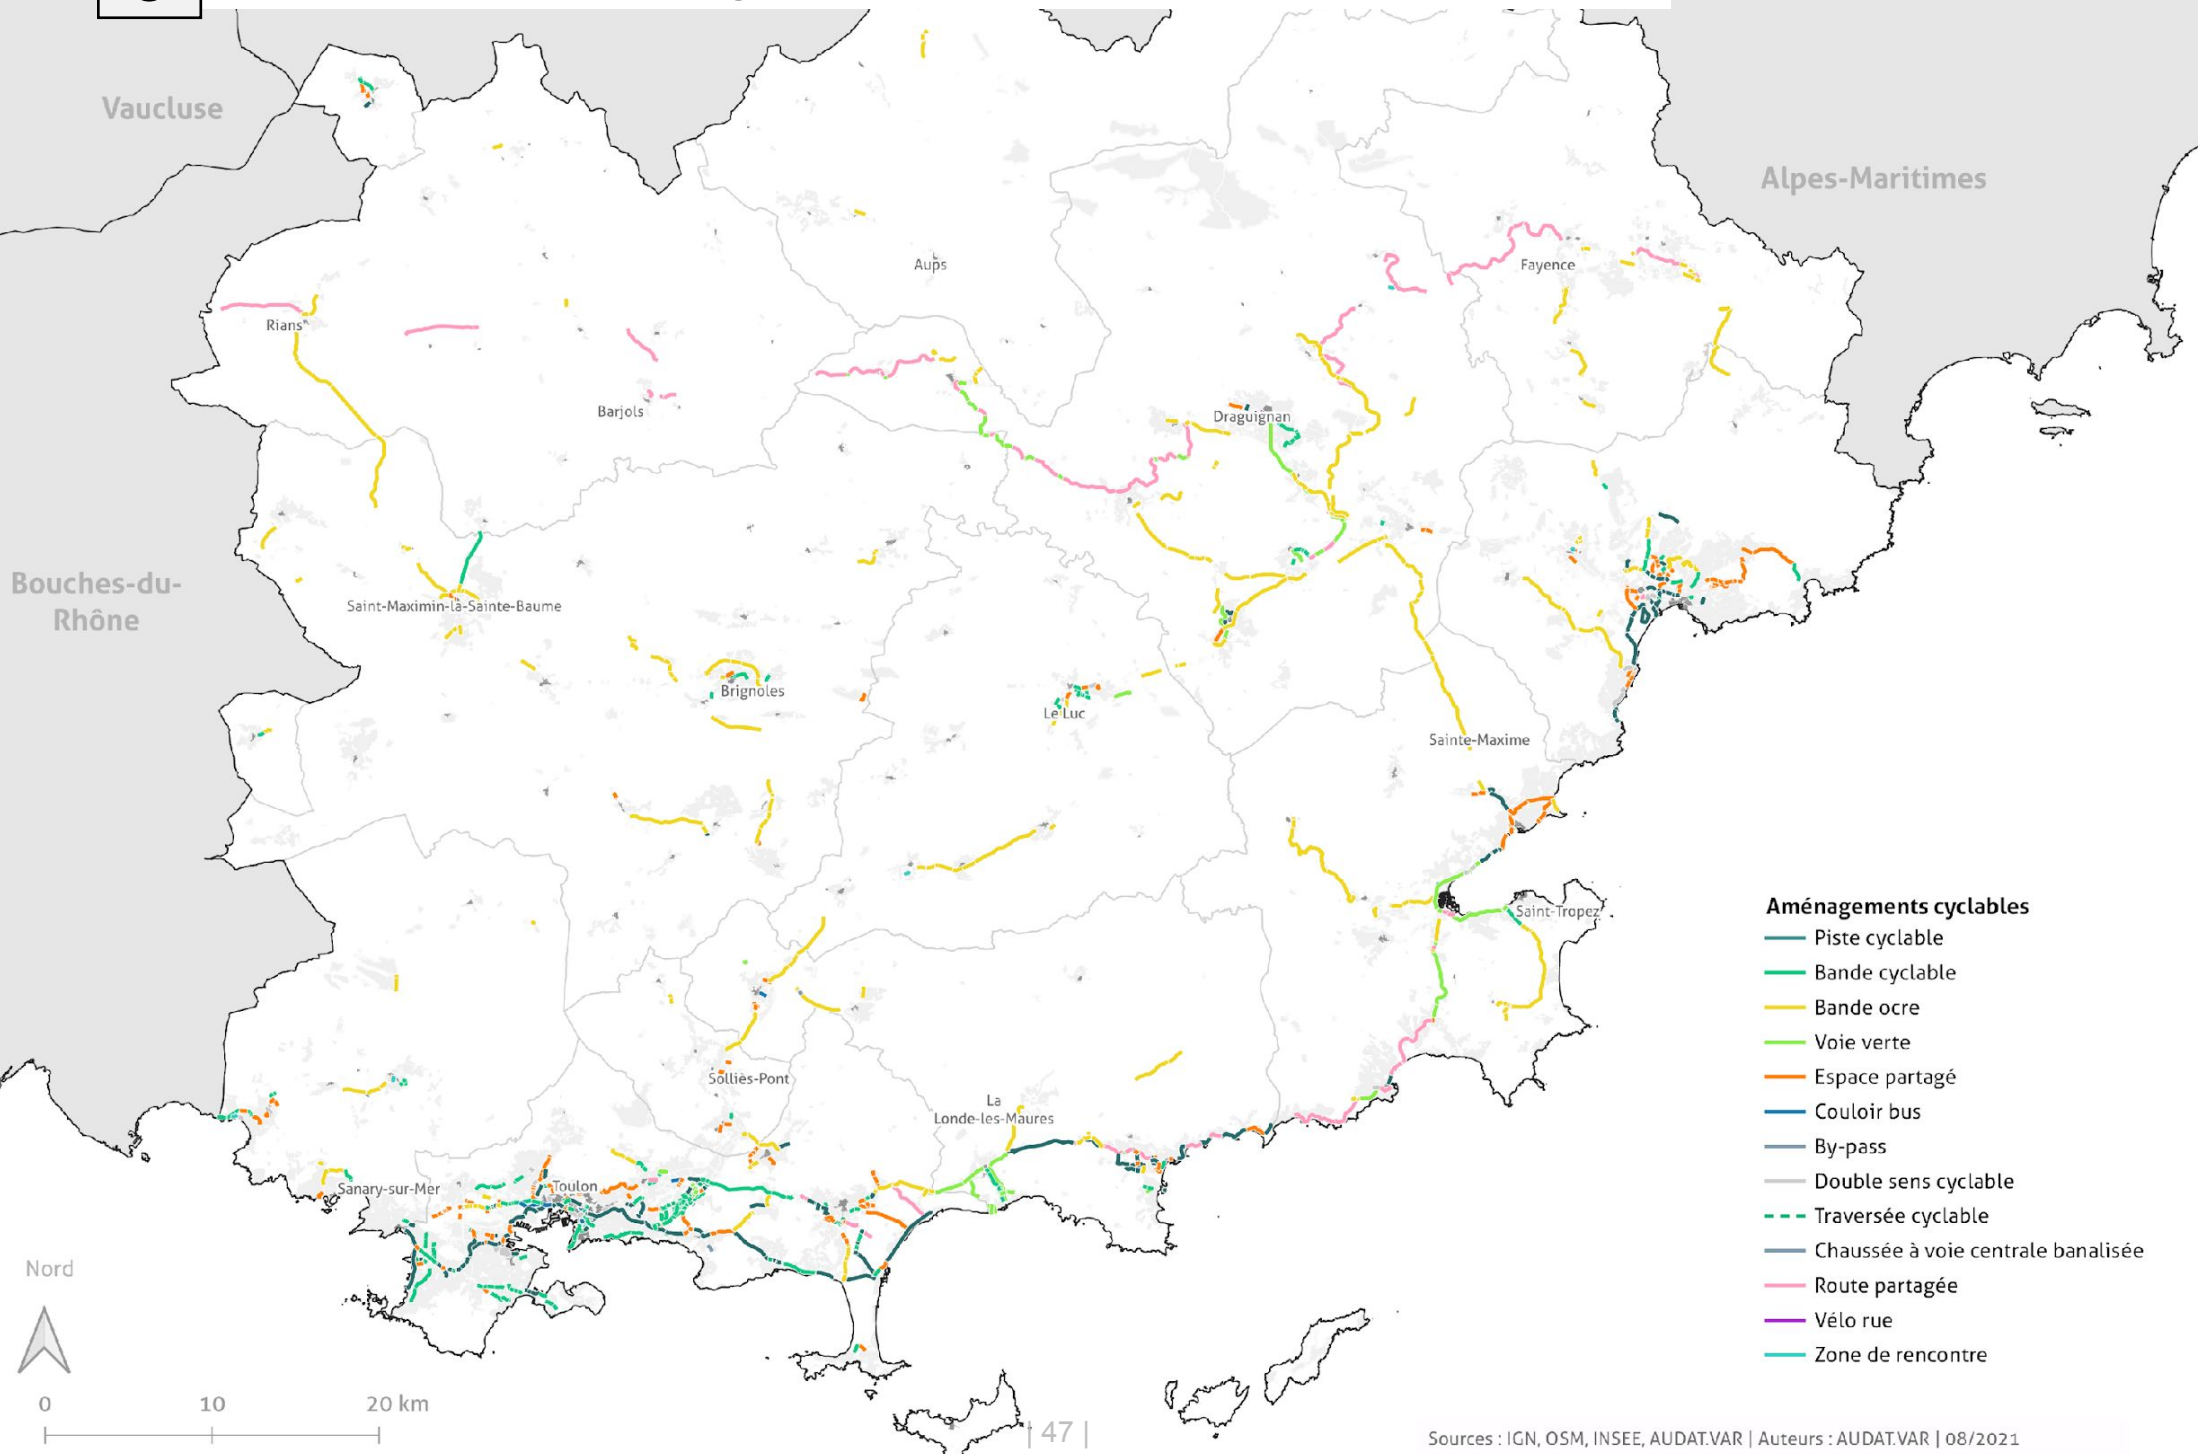 Vaucluse
Alpes-Maritimes
Aups
Fayence
Rians
Barjols
Draguignan
Bouches-du-
Rhône
Saint-Maximin-la-Sainte-Baume
Brignoles
Le Luc
Sainte-Maxime
Saint-Tropez
Solliès-Pont
La
Londe-les-Maures
Toulon
Sanary-sur-Mer
Aménagements cyclables
Piste cyclable
Bande cyclable
Bande ocre
Voie verte
Espace partagé
Couloir bus
By-pass
Double sens cyclable
Traversée cyclable
Chaussée à voie centrale banalisée
Route partagée
Vélo rue
Zone de rencontre
Nord
0 10 20 km
| 47 |
Sources : IGN, OSM, INSEE, AUDAT.VAR | Auteurs : AUDAT.VAR | 08/2021